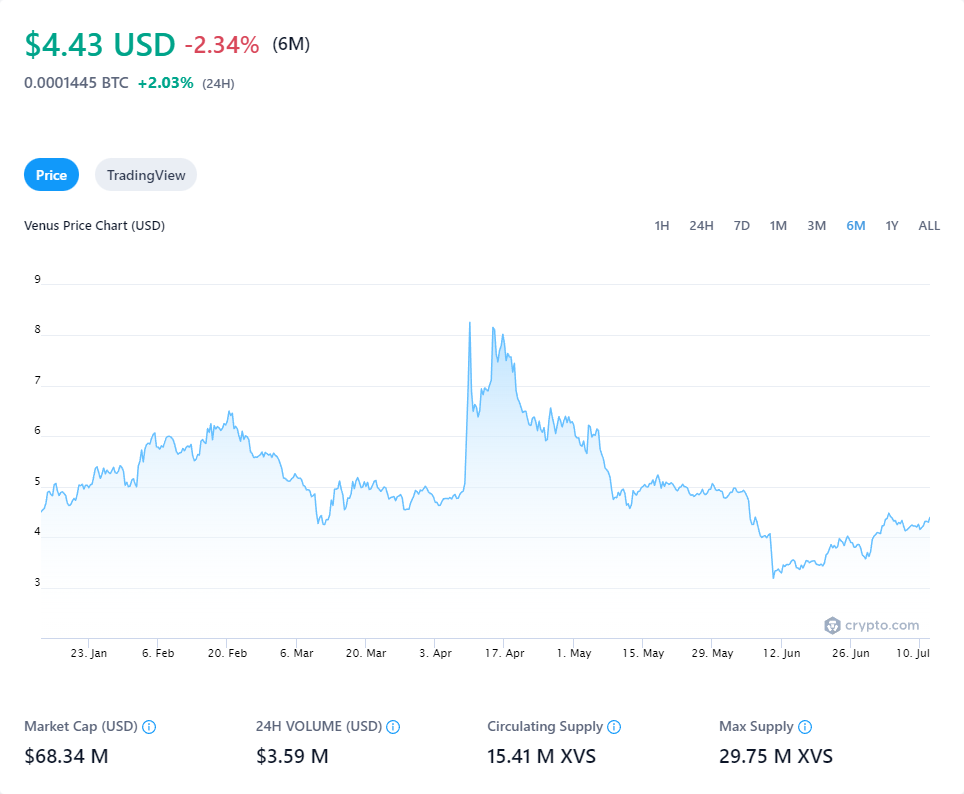 $4.43 USD -2.34% (6M)
0.0001445 BTC +2.03% (24H)
Price TradingView
Venus Price Chart (USD) 1H 24H 7D 1M 3M 6M 1Y ALL
9
8
7
6
5
4
3
crypto.com
23. Jan 6. Feb 20. Feb 6. Mar 20. Mar 3. Apr 17. Apr 1. May 15. May 29. May 12. Jun 26. Jun 10. Jul
Market Cap (USD) 24H VOLUME (USD) Circulating Supply Max Supply
$68.34 M $3.59 M 15.41 M XVS 29.75 M XVS